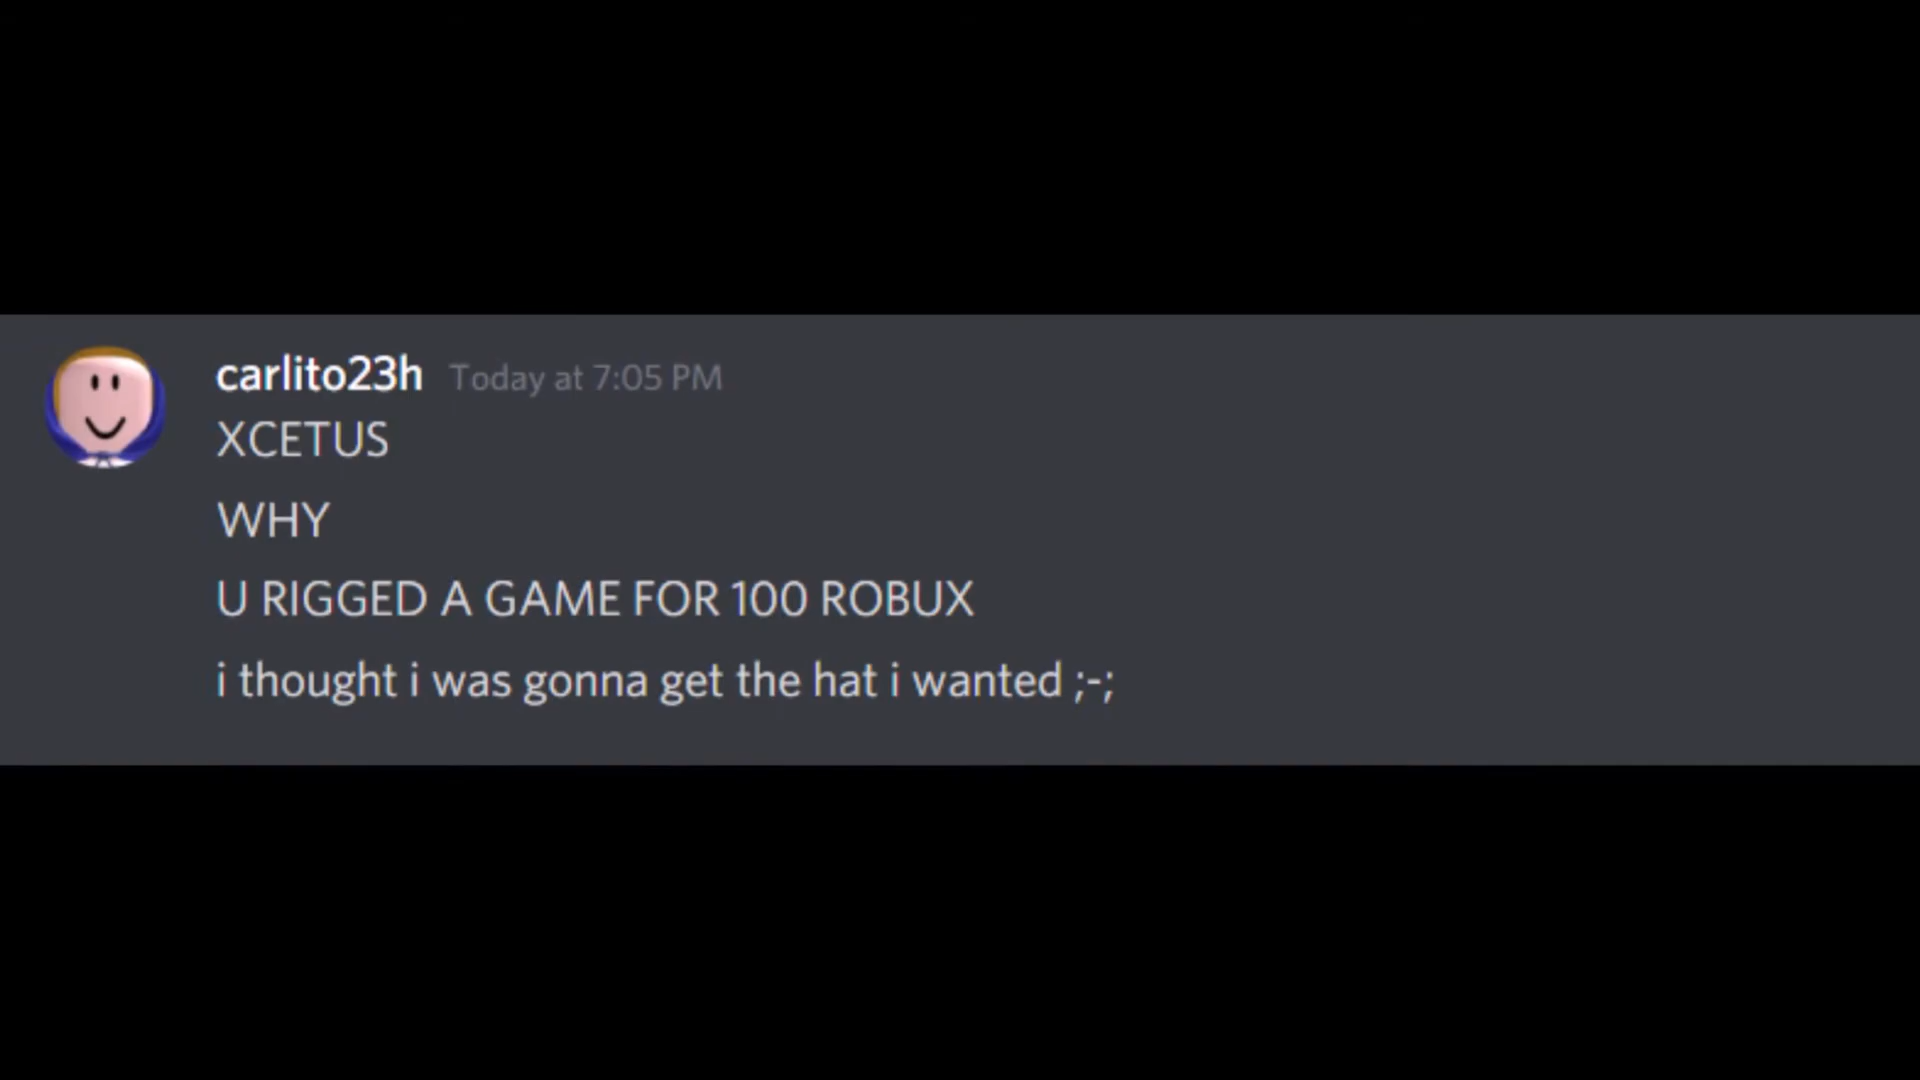 carlito23h Today at 7:05 PM
XCETUS
WHY
U RIGGED A GAME FOR 100 ROBUX
i thought i was gonna get the hat i wanted ;-;